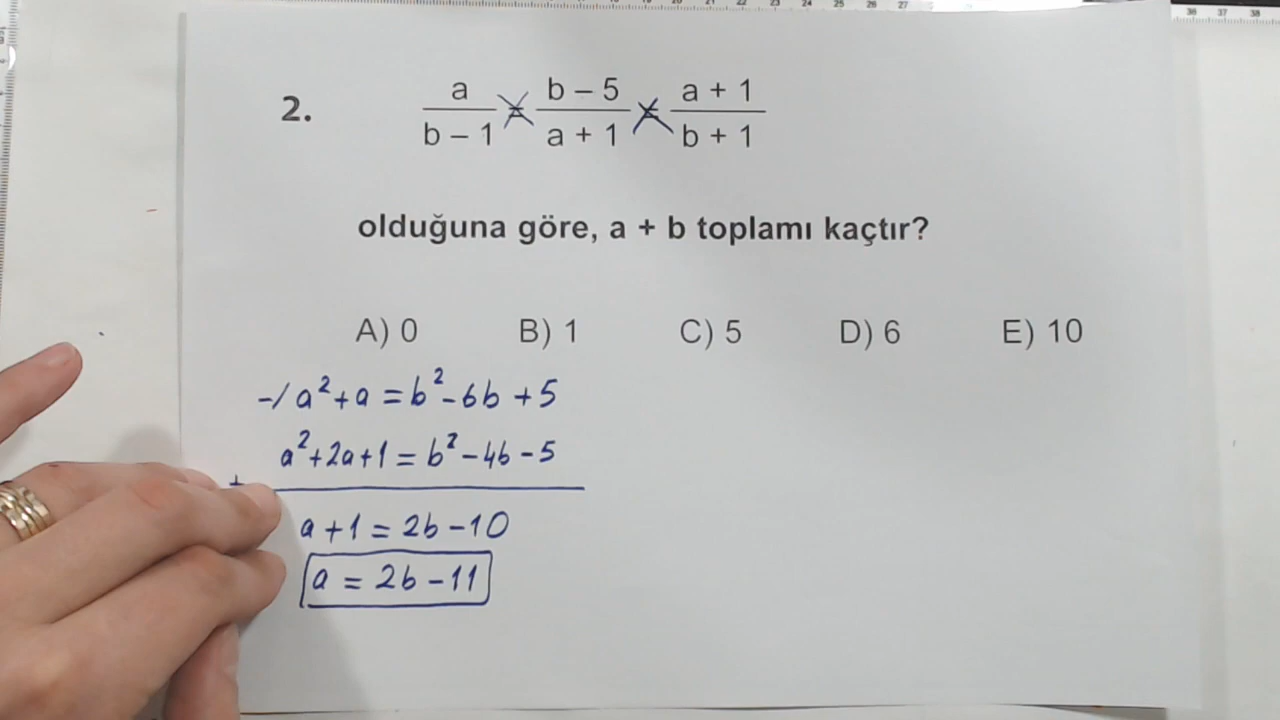 2. a / b – 1 = b – 5 / a + 1 = a + 1 / b + 1
olduğuna göre, a + b toplamı kaçtır?
A) 0 B) 1 C) 5 D) 6 E) 10
-/ a² + a = b² - 6b + 5
a² + 2a + 1 = b² - 4b - 5
+
a + 1 = 2b - 10
a = 2b - 11